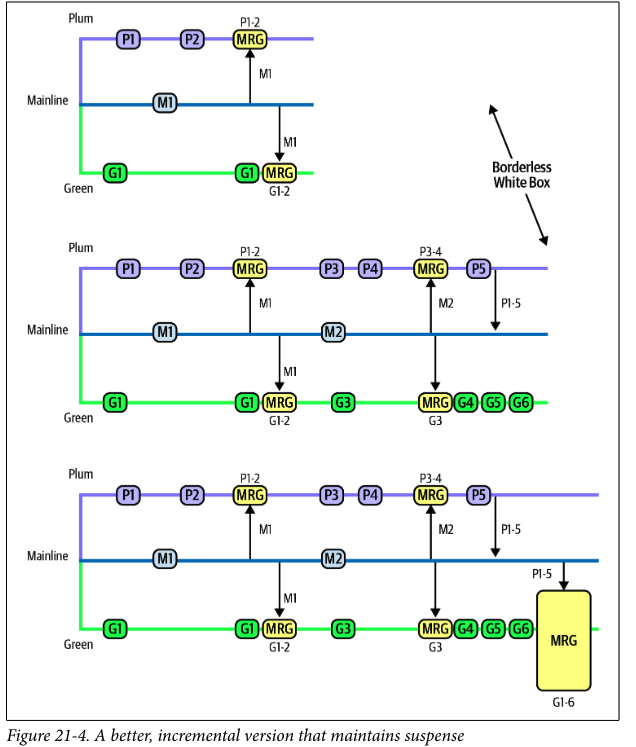 Plum
P1-2
P1 P2 MRG
M1
Mainline
M1
M1
G1 G1 MRG
Green
G1-2
Borderless
White Box
Plum
P1-2 P3-4
P1 P2 MRG P3 P4 MRG P5
M1 M2 P1-5
Mainline
M1 M2
M1
G1 G1 MRG G3 MRG G4 G5 G6
Green
G1-2 G3
Plum
P1-2 P3-4
P1 P2 MRG P3 P4 MRG P5
M1 M2 P1-5
Mainline
M1 M2
P1-5
M1
G1 G1 MRG G3 MRG G4 G5 G6 MRG
Green
G1-2 G3
G1-6
Figure 21-4. A better, incremental version that maintains suspense